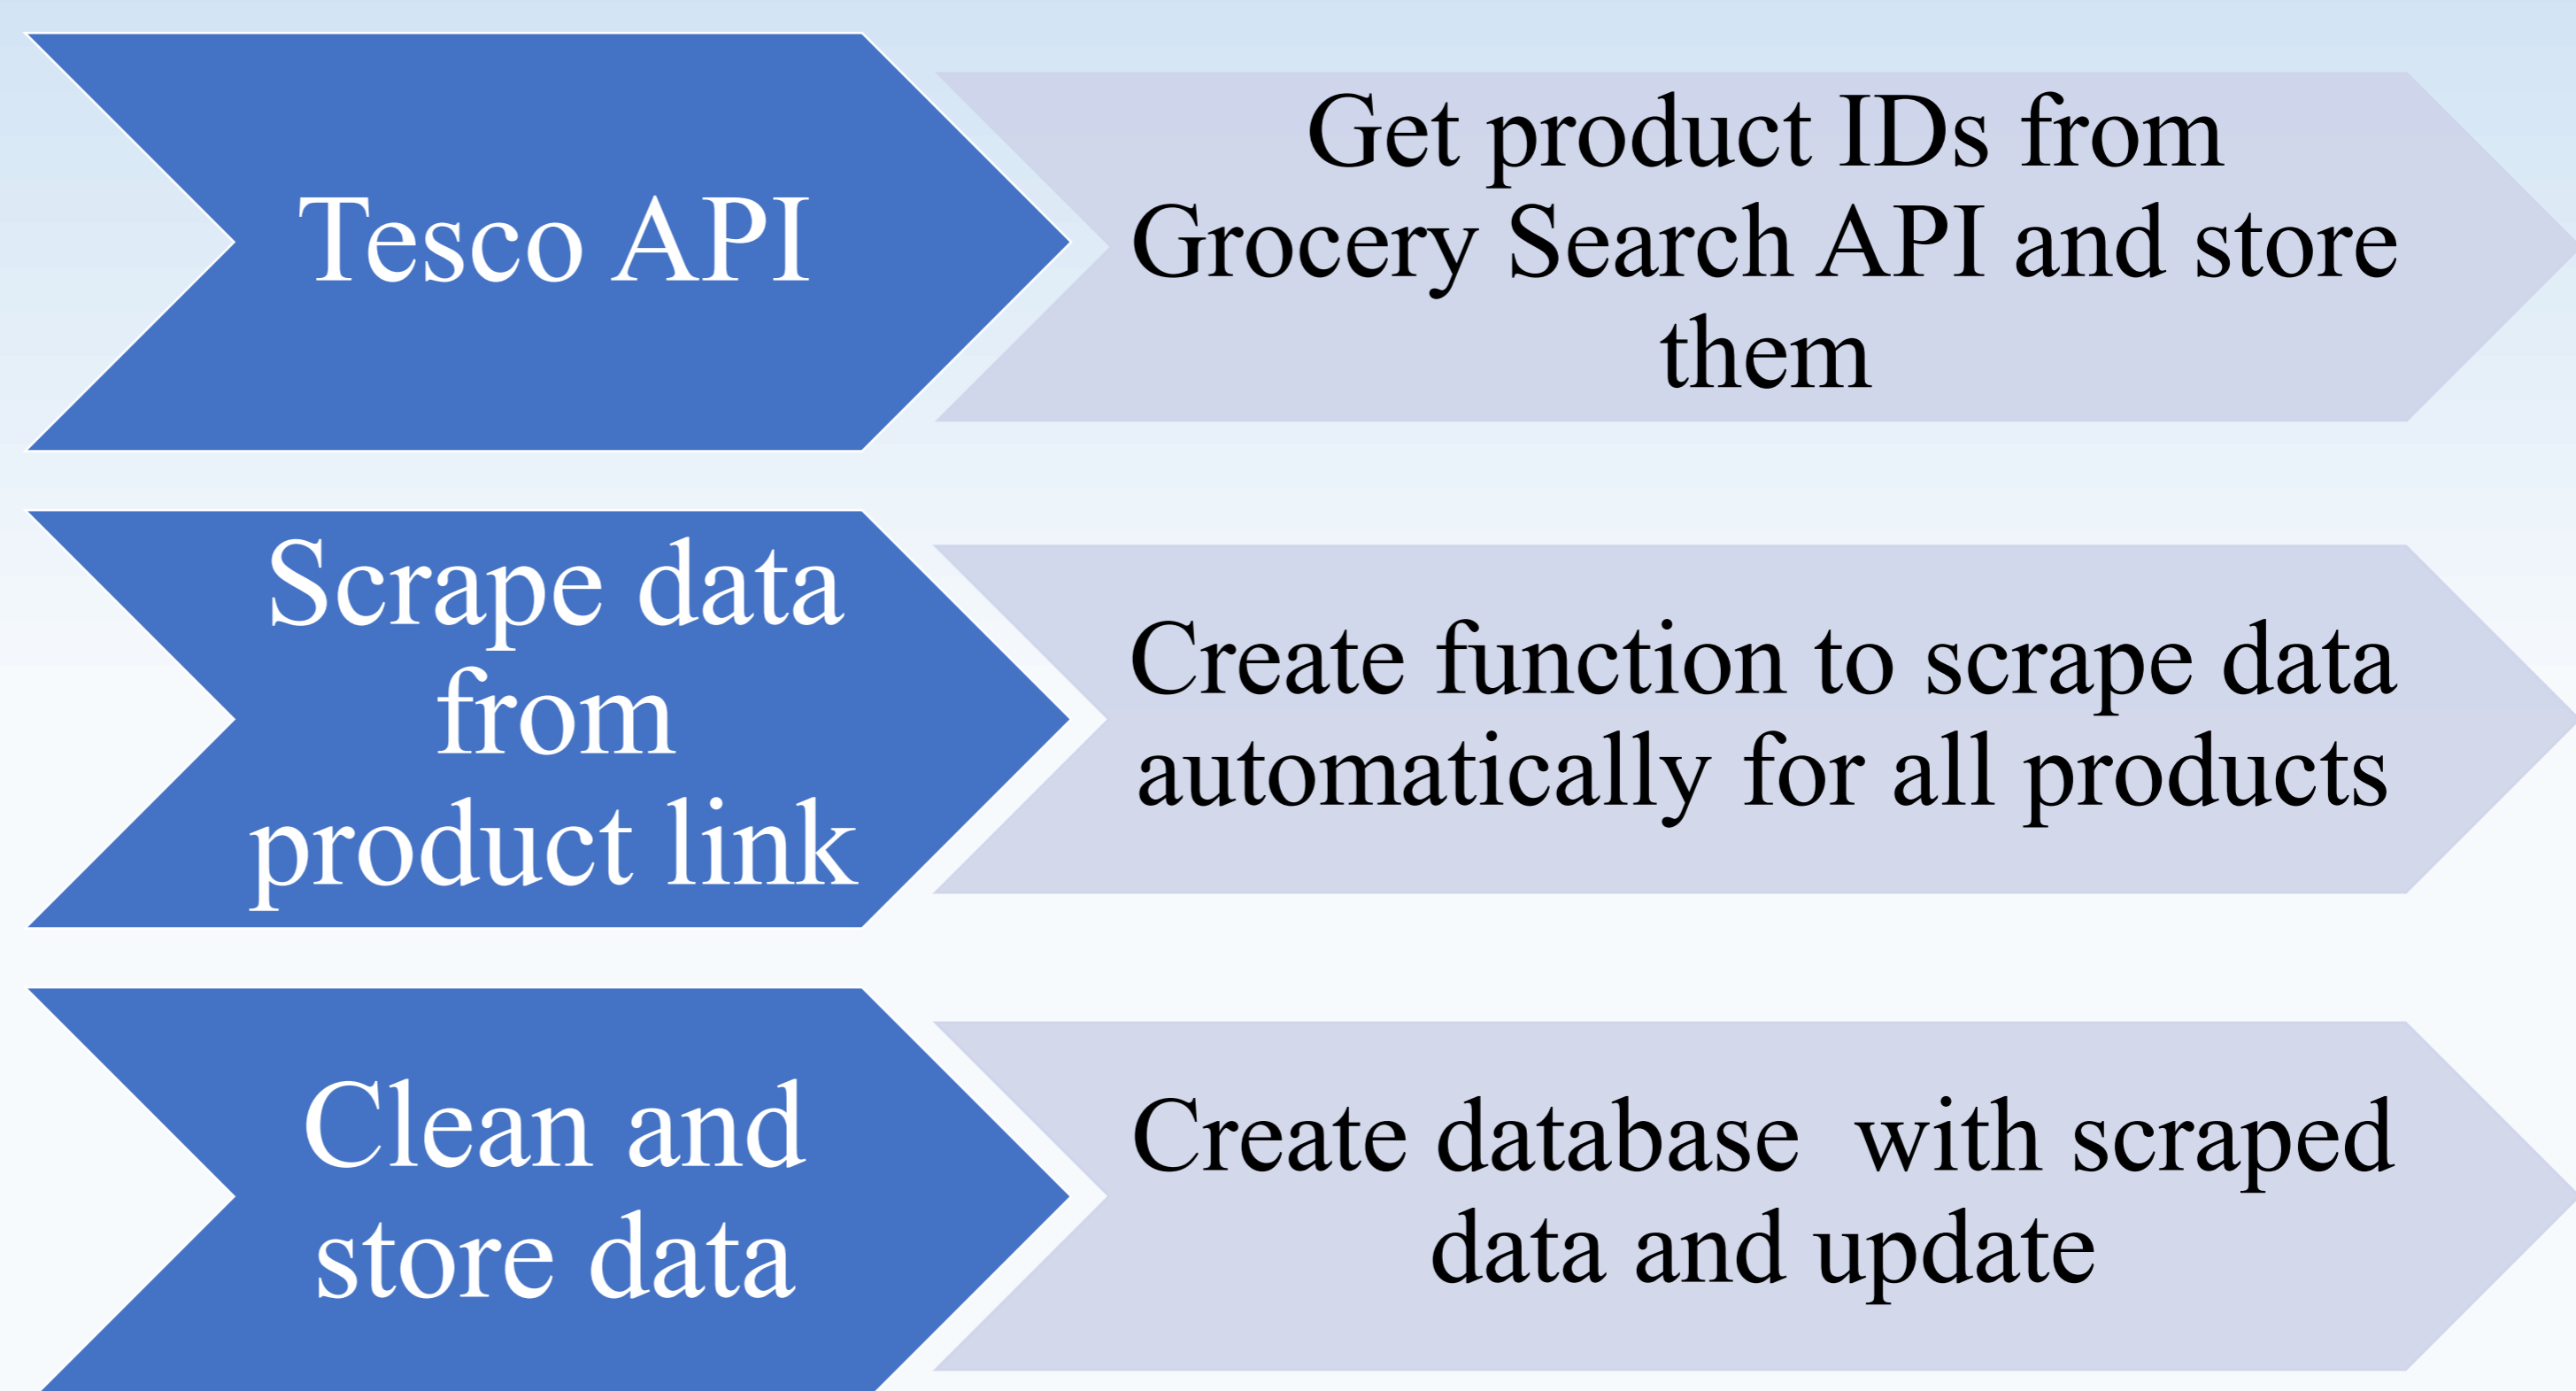 Tesco API
Get product IDs from
Grocery Search API and store
them
Scrape data
from
product link
Create function to scrape data
automatically for all products
Clean and
store data
Create database  with scraped
data and update